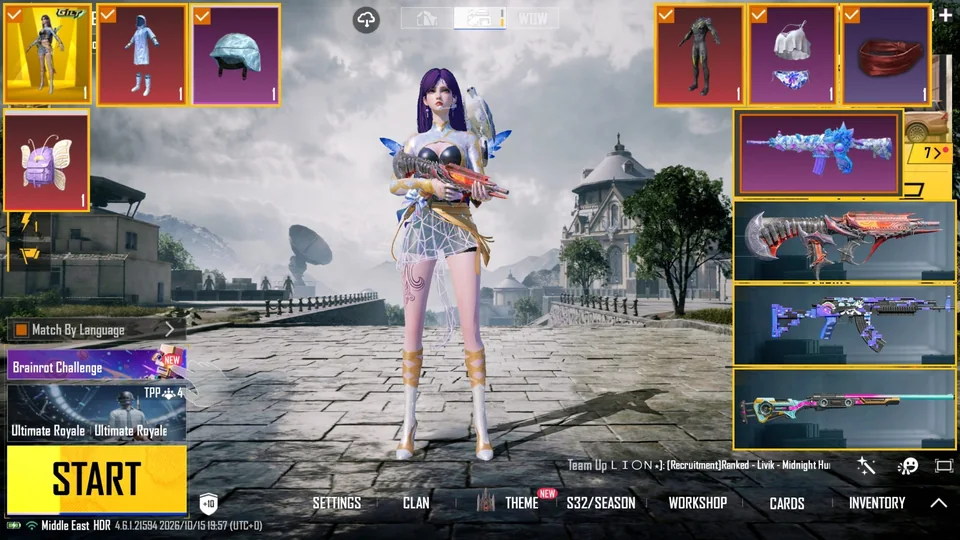 1
1
1
1
1
1
1
WOW
7>
Match By Language
Brainrot Challenge
NEW
TPP 4
Ultimate Royale Ultimate Royale
START
+10
Team Up L I O N •]: [Recruitment]Ranked - Livik - Midnight Hu
SETTINGS
CLAN
THEME
NEW
S32/SEASON
WORKSHOP
CARDS
INVENTORY
Middle East HDR 4.6.1.21594 2026/10/15 19:57 (UTC+0)